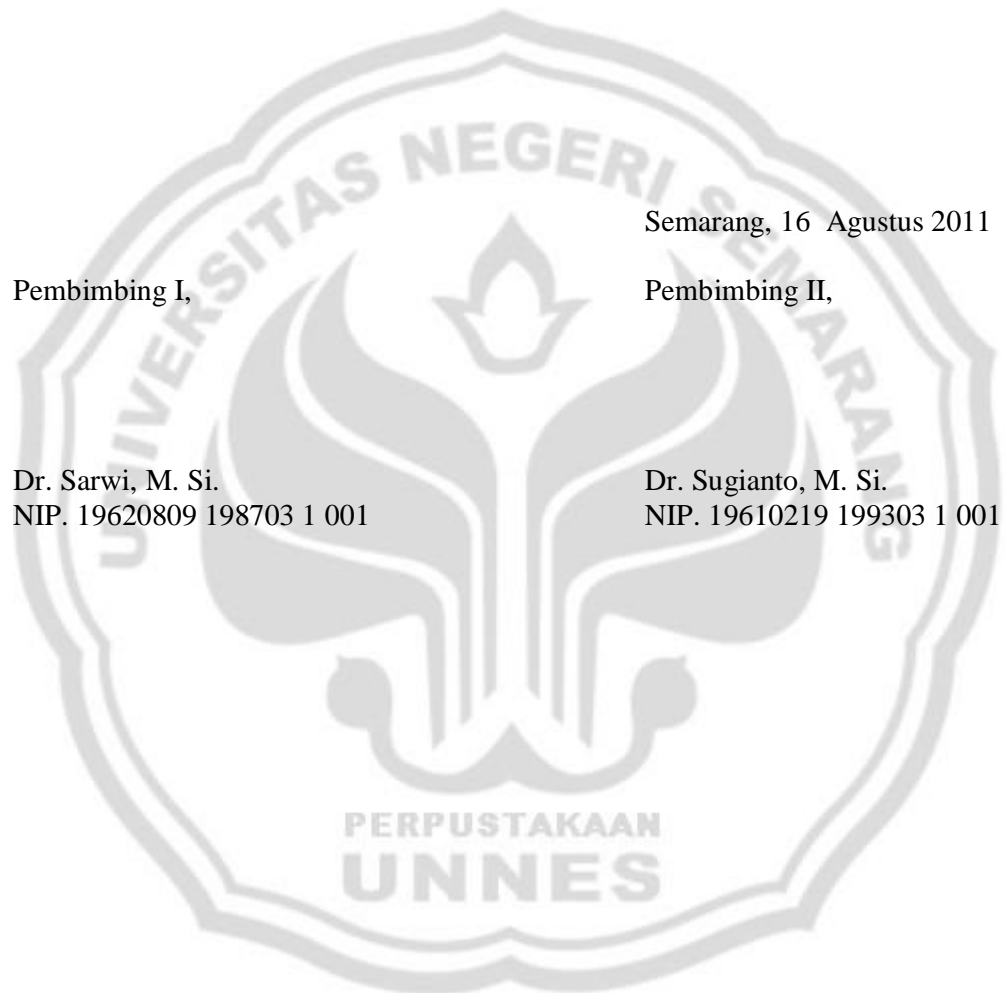 UNIVERSITAS NEGERI SEMARANG
Semarang, 16 Agustus 2011
Pembimbing I,
Pembimbing II,
Dr. Sarwi, M. Si.
NIP. 19620809 198703 1 001
Dr. Sugianto, M. Si.
NIP. 19610219 199303 1 001
PERPUSTAKAAN
UNNES